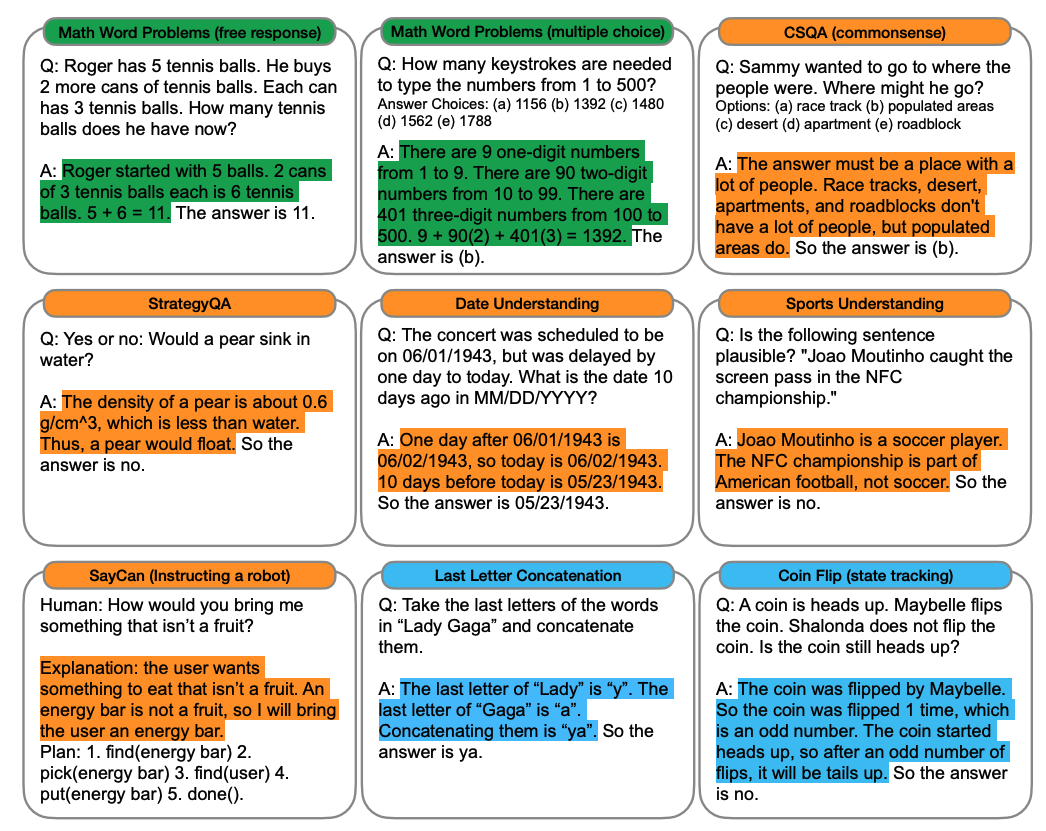 Math Word Problems (free response)
Q: Roger has 5 tennis balls. He buys
2 more cans of tennis balls. Each can
has 3 tennis balls. How many tennis
balls does he have now?
A: Roger started with 5 balls. 2 cans
of 3 tennis balls each is 6 tennis
balls. 5 + 6 = 11. The answer is 11.
Math Word Problems (multiple choice)
Q: How many keystrokes are needed
to type the numbers from 1 to 500?
Answer Choices: (a) 1156 (b) 1392 (c) 1480
(d) 1562 (e) 1788
A: There are 9 one-digit numbers
from 1 to 9. There are 90 two-digit
numbers from 10 to 99. There are
401 three-digit numbers from 100 to
500. 9 + 90(2) + 401(3) = 1392. The
answer is (b).
CSQA (commonsense)
Q: Sammy wanted to go to where the
people were. Where might he go?
Options: (a) race track (b) populated areas
(c) desert (d) apartment (e) roadblock
A: The answer must be a place with a
lot of people. Race tracks, desert,
apartments, and roadblocks don't
have a lot of people, but populated
areas do. So the answer is (b).
StrategyQA
Q: Yes or no: Would a pear sink in
water?
A: The density of a pear is about 0.6
g/cm^3, which is less than water.
Thus, a pear would float. So the
answer is no.
Date Understanding
Q: The concert was scheduled to be
on 06/01/1943, but was delayed by
one day to today. What is the date 10
days ago in MM/DD/YYYY?
A: One day after 06/01/1943 is
06/02/1943, so today is 06/02/1943.
10 days before today is 05/23/1943.
So the answer is 05/23/1943.
Sports Understanding
Q: Is the following sentence
plausible? "Joao Moutinho caught the
screen pass in the NFC
championship."
A: Joao Moutinho is a soccer player.
The NFC championship is part of
American football, not soccer. So the
answer is no.
SayCan (Instructing a robot)
Human: How would you bring me
something that isn’t a fruit?
Explanation: the user wants
something to eat that isn’t a fruit. An
energy bar is not a fruit, so I will bring
the user an energy bar.
Plan: 1. find(energy bar) 2.
pick(energy bar) 3. find(user) 4.
put(energy bar) 5. done().
Last Letter Concatenation
Q: Take the last letters of the words
in “Lady Gaga” and concatenate
them.
A: The last letter of “Lady” is “y”. The
last letter of “Gaga” is “a”.
Concatenating them is “ya”. So the
answer is ya.
Coin Flip (state tracking)
Q: A coin is heads up. Maybelle flips
the coin. Shalonda does not flip the
coin. Is the coin still heads up?
A: The coin was flipped by Maybelle.
So the coin was flipped 1 time, which
is an odd number. The coin started
heads up, so after an odd number of
flips, it will be tails up. So the answer
is no.